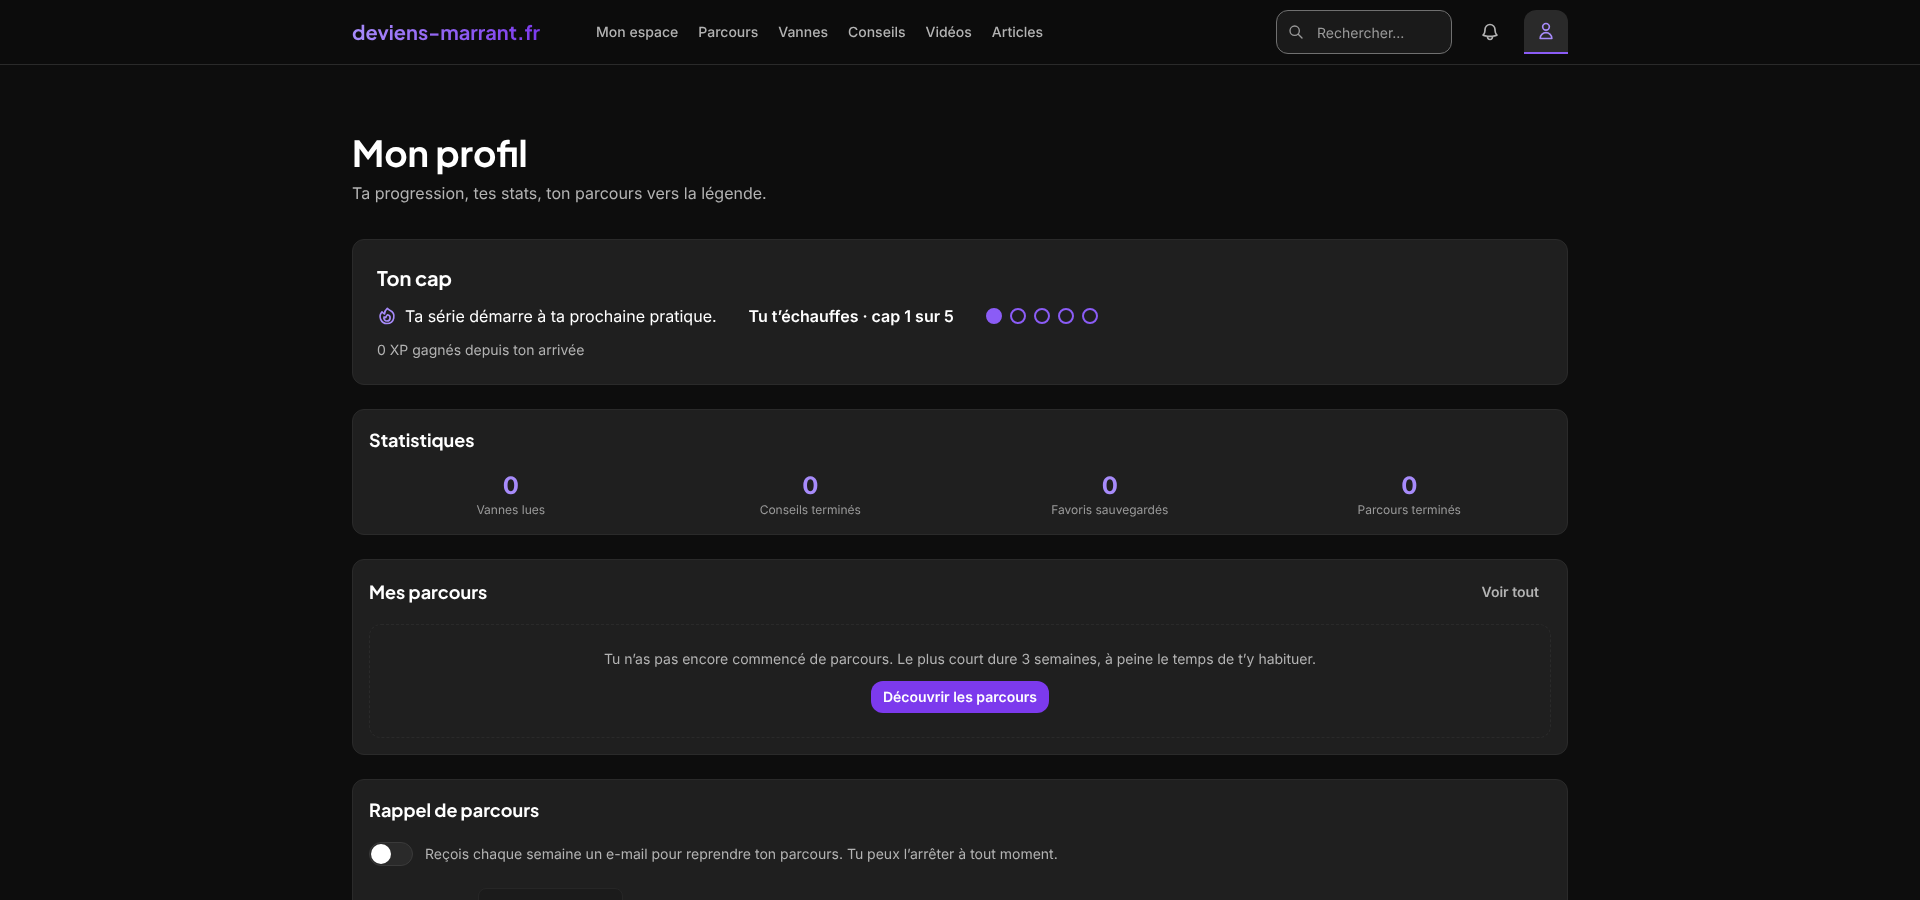 deviens-marrant.fr
Mon espace
Parcours
Vannes
Conseils
Vidéos
Articles
Rechercher...
Mon profil
Ta progression, tes stats, ton parcours vers la légende.
Ton cap
Ta série démarre à ta prochaine pratique.
Tu t’échauffes · cap 1 sur 5
0 XP gagnés depuis ton arrivée
Statistiques
0
Vannes lues
0
Conseils terminés
0
Favoris sauvegardés
0
Parcours terminés
Mes parcours
Voir tout
Tu n’as pas encore commencé de parcours. Le plus court dure 3 semaines, à peine le temps de t’y habituer.
Découvrir les parcours
Rappel de parcours
Reçois chaque semaine un e-mail pour reprendre ton parcours. Tu peux l’arrêter à tout moment.